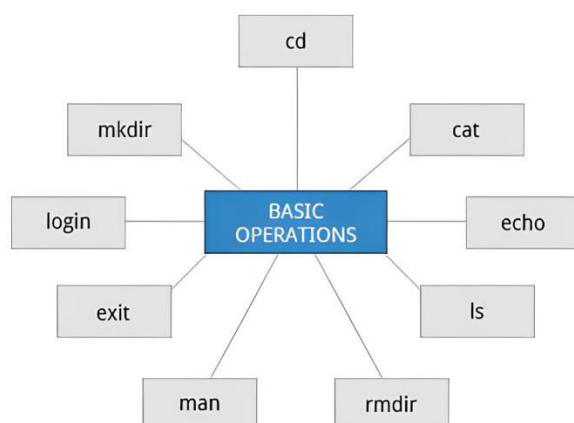 cd
mkdir
cat
login
BASIC
OPERATIONS
echo
exit
ls
man
rmdir